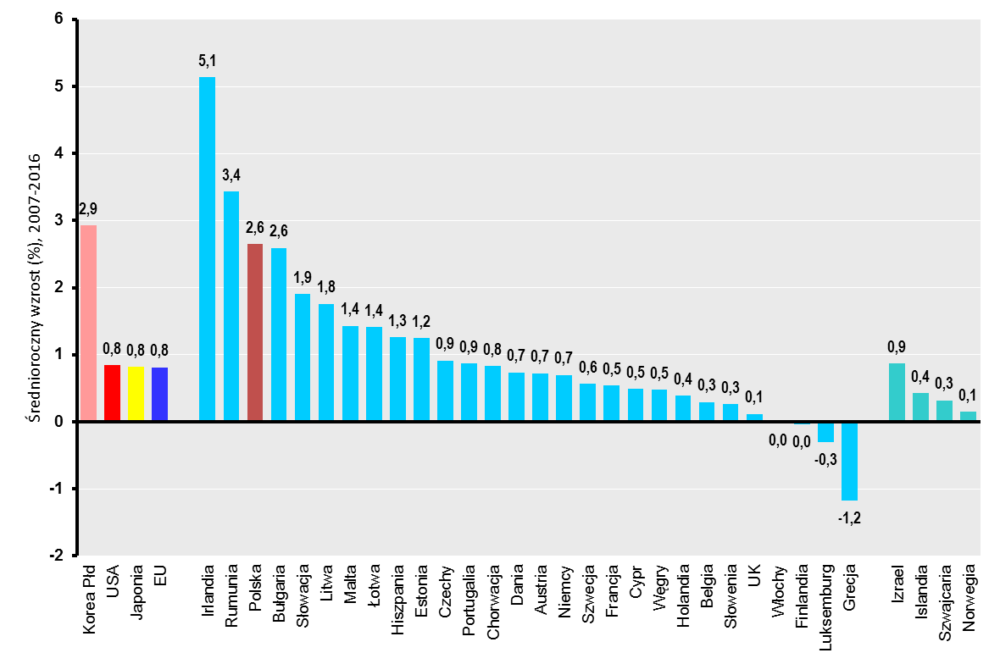 Średnioroczny wzrost (%), 2007-2016
6
5
4
3
2
1
0
-1
-2
2,9
0,8
0,8
0,8
5,1
3,4
2,6
2,6
1,9
1,8
1,4
1,4
1,3
1,2
0,9
0,9
0,8
0,7
0,7
0,7
0,6
0,5
0,5
0,5
0,4
0,3
0,3
0,1
0,0
0,0
-0,3
-1,2
0,9
0,4
0,3
0,1
Korea Płd
USA
Japonia
EU
Irlandia
Rumunia
Polska
Bułgaria
Słowacja
Litwa
Malta
Łotwa
Hiszpania
Estonia
Czechy
Portugalia
Chorwacja
Dania
Austria
Niemcy
Szwecja
Francja
Cypr
Węgry
Holandia
Belgia
Słowenia
UK
Włochy
Finlandia
Luksemburg
Grecja
Izrael
Islandia
Szwajcaria
Norwegia